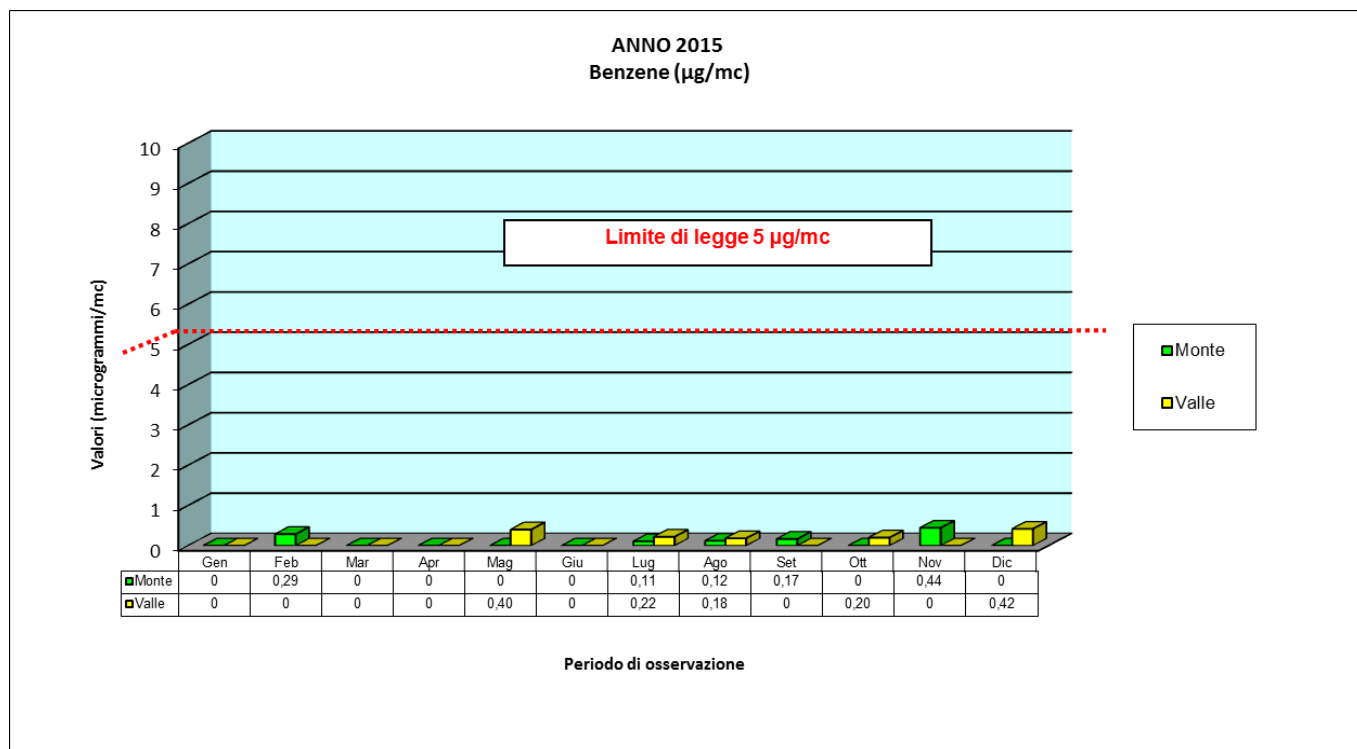 ANNO 2015
Benzene (µg/mc)
10
9
8
7
6
5
4
3
2
1
0
Valori (microgrammi/mc)
Limite di legge 5 µg/mc
Monte
Valle
Gen Feb Mar Apr Mag Giu Lug Ago Set Ott Nov Dic
Monte 0 0,29 0 0 0 0 0,11 0,12 0,17 0 0,44 0
Valle 0 0 0 0 0,40 0 0,22 0,18 0 0,20 0 0,42
Periodo di osservazione